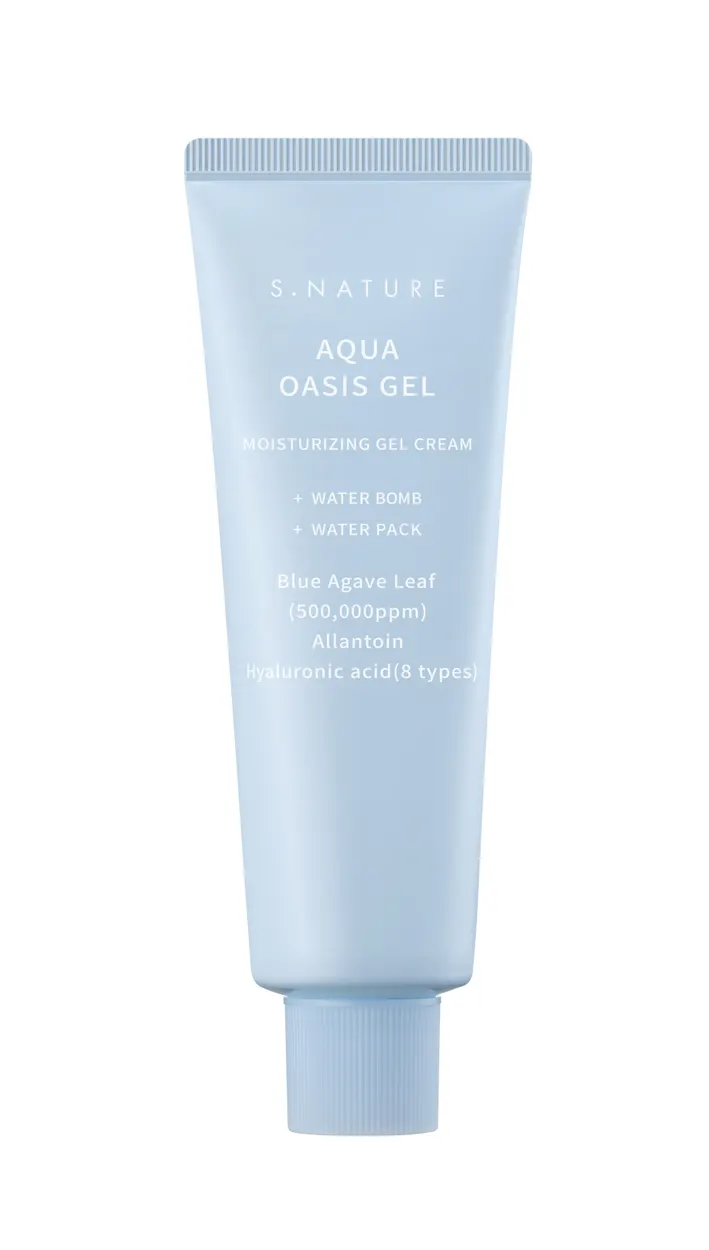 S.NATURE
AQUA
OASIS GEL
MOISTURIZING GEL CREAM
+ WATER BOMB
+ WATER PACK
Blue Agave Leaf
(500,000ppm)
Allantoin
Hyaluronic acid(8 types)